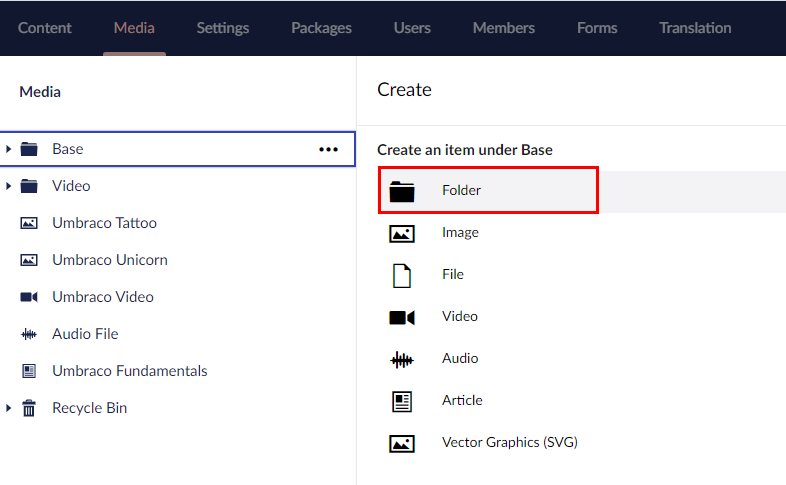 Content Media Settings Packages Users Members Forms Translation
Media
Base
Video
Umbraco Tattoo
Umbraco Unicorn
Umbraco Video
Audio File
Umbraco Fundamentals
Recycle Bin
Create
Create an item under Base
Folder
Image
File
Video
Audio
Article
Vector Graphics (SVG)